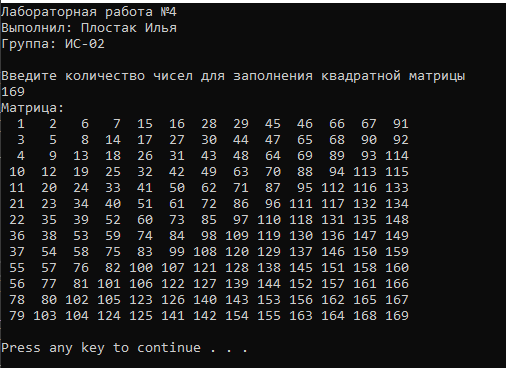 Лабораторная работа №4
Выполнил: Плостак Илья
Группа: ИС-02
Введите количество чисел для заполнения квадратной матрицы
169
Матрица:
1 2 6 7 15 16 28 29 45 46 66 67 91
3 5 8 14 17 27 30 44 47 65 68 90 92
4 9 13 18 26 31 43 48 64 69 89 93 114
10 12 19 25 32 42 49 63 70 88 94 113 115
11 20 24 33 41 50 62 71 87 95 112 116 133
21 23 34 40 51 61 72 86 96 111 117 132 134
22 35 39 52 60 73 85 97 110 118 131 135 148
36 38 53 59 74 84 98 109 119 130 136 147 149
37 54 58 75 83 99 108 120 129 137 146 150 159
55 57 76 82 100 107 121 128 138 145 151 158 160
56 77 81 101 106 122 127 139 144 152 157 161 166
78 80 102 105 123 126 140 143 153 156 162 165 167
79 103 104 124 125 141 142 154 155 163 164 168 169
Press any key to continue . . .